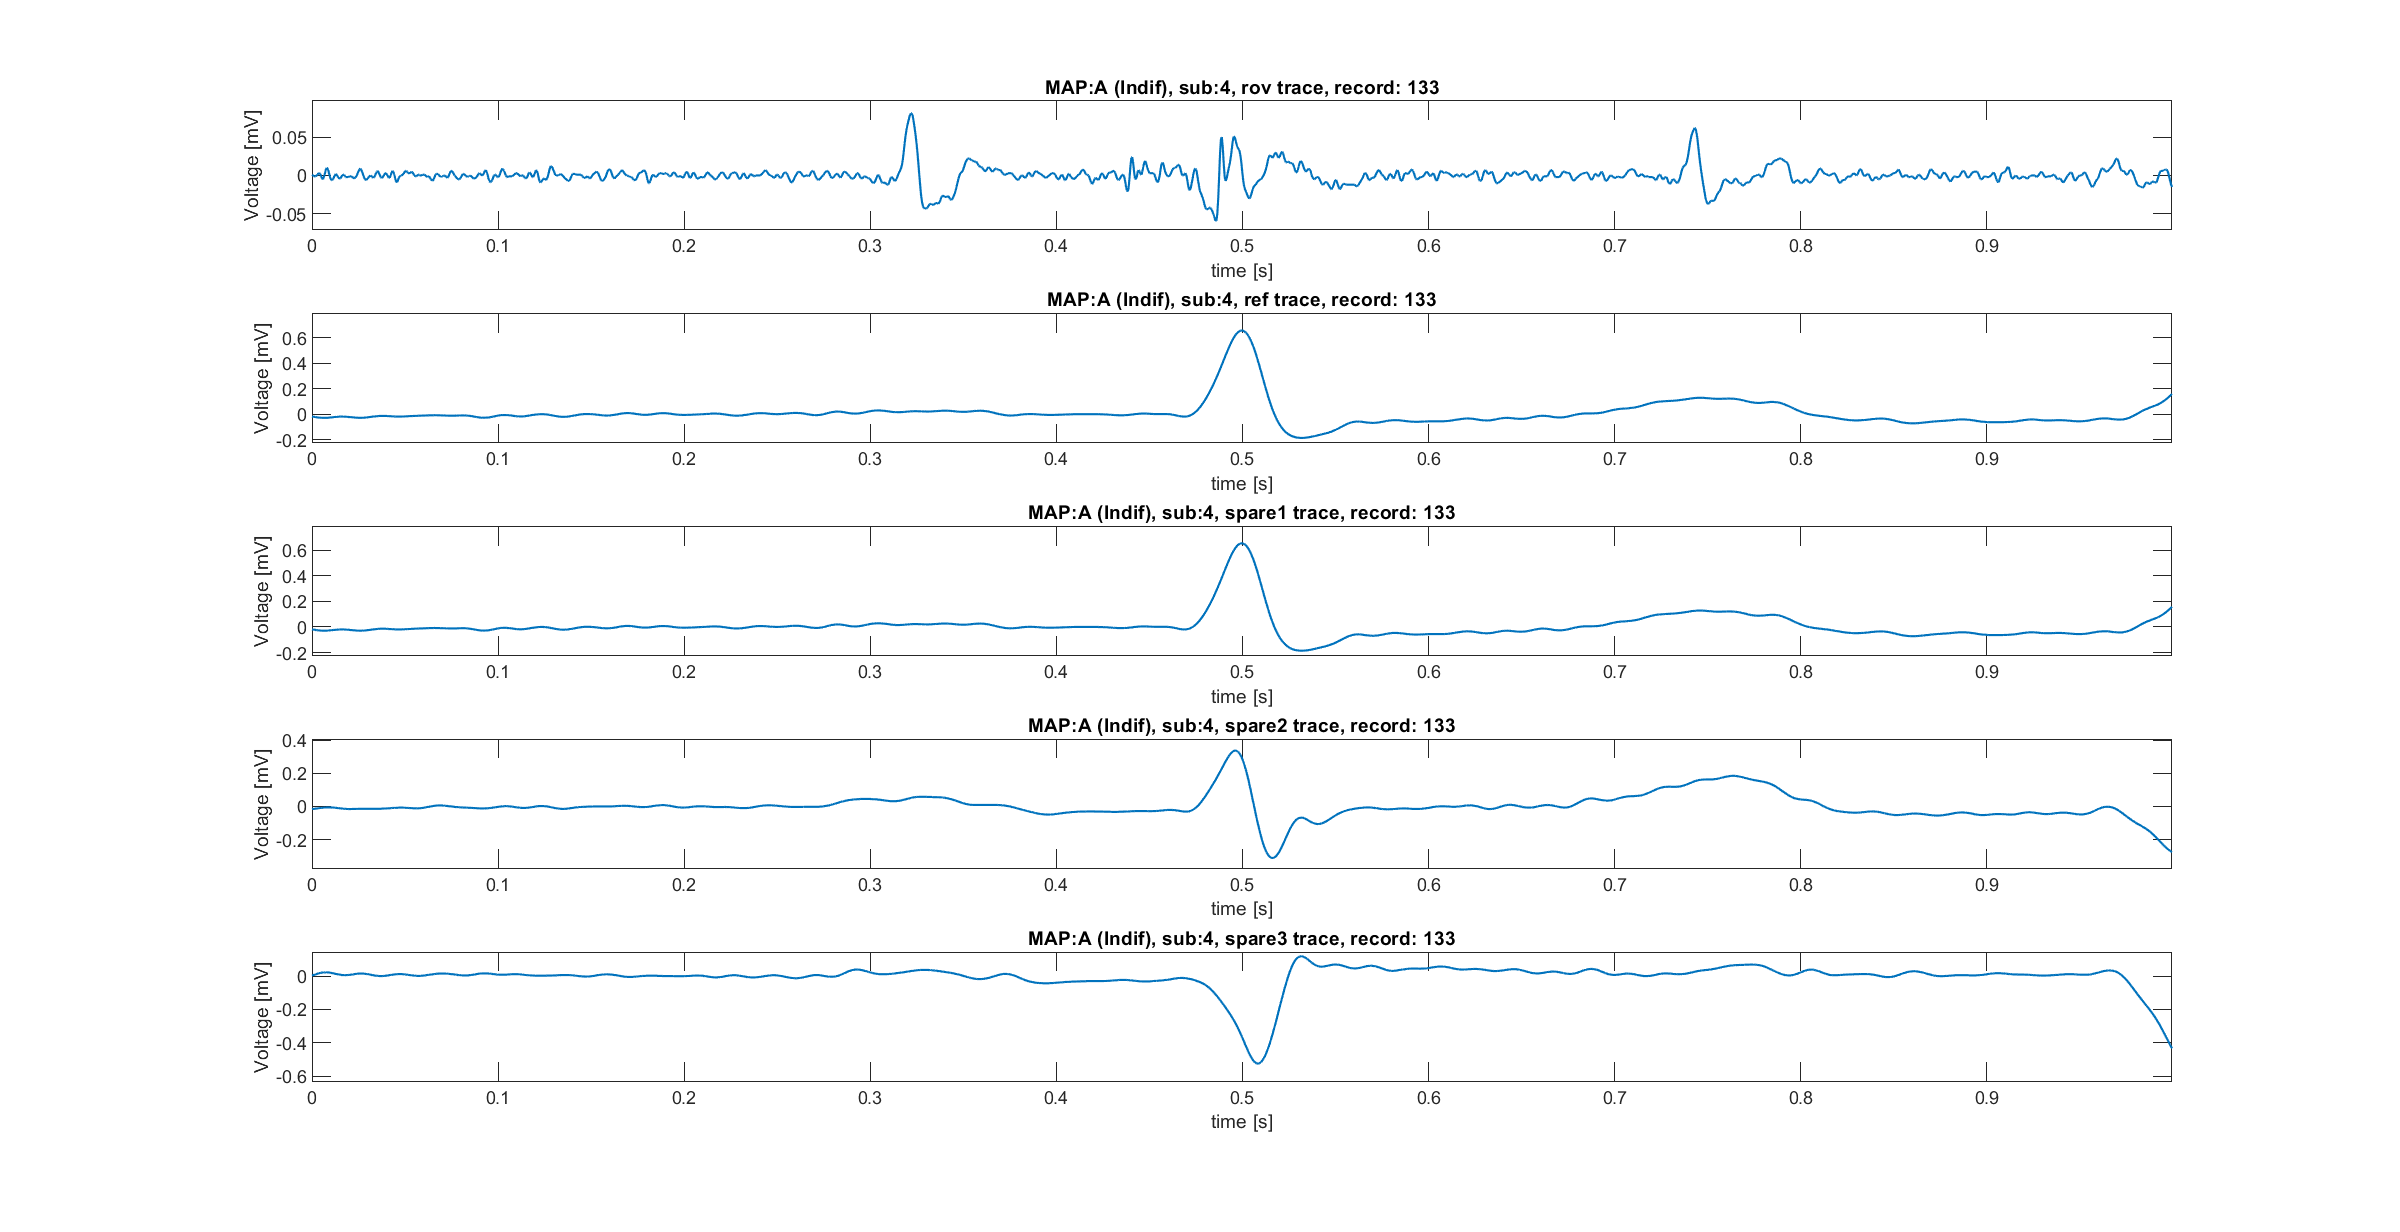 MAP:A (Indif), sub:4, rov trace, record: 133
Voltage [mV]
0.05
0
-0.05
0 0.1 0.2 0.3 0.4 0.5 0.6 0.7 0.8 0.9
time [s]
MAP:A (Indif), sub:4, ref trace, record: 133
Voltage [mV]
0.6
0.4
0.2
0
-0.2
0 0.1 0.2 0.3 0.4 0.5 0.6 0.7 0.8 0.9
time [s]
MAP:A (Indif), sub:4, spare1 trace, record: 133
Voltage [mV]
0.6
0.4
0.2
0
-0.2
0 0.1 0.2 0.3 0.4 0.5 0.6 0.7 0.8 0.9
time [s]
MAP:A (Indif), sub:4, spare2 trace, record: 133
Voltage [mV]
0.4
0.2
0
-0.2
0 0.1 0.2 0.3 0.4 0.5 0.6 0.7 0.8 0.9
time [s]
MAP:A (Indif), sub:4, spare3 trace, record: 133
Voltage [mV]
0
-0.2
-0.4
-0.6
0 0.1 0.2 0.3 0.4 0.5 0.6 0.7 0.8 0.9
time [s]